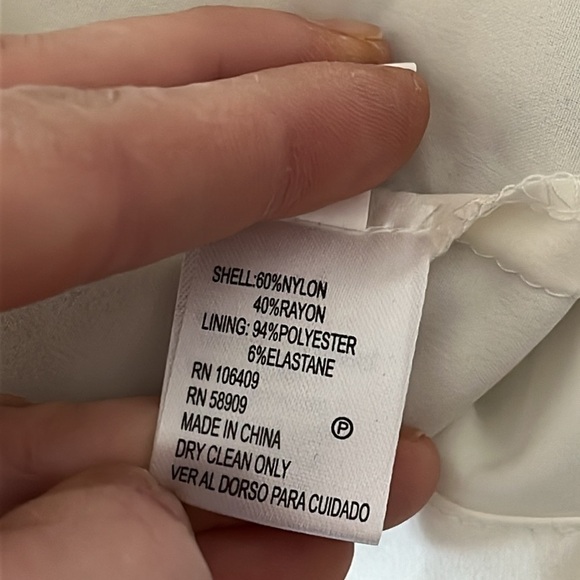 SHELL:60%NYLON
40%RAYON
LINING: 94%POLYESTER
6%ELASTANE
RN 106409
RN 58909
MADE IN CHINA
P
DRY CLEAN ONLY
VER AL DORSO PARA CUIDADO